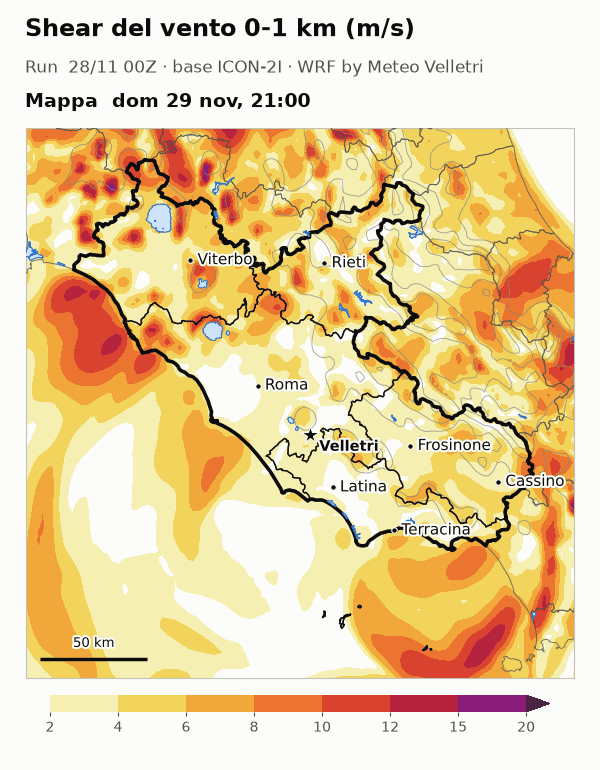 Shear del vento 0-1 km (m/s)
Run  28/11 00Z · base ICON-2I · WRF by Meteo Velletri
Mappa  dom 29 nov, 21:00
Viterbo
Rieti
Roma
Velletri
Frosinone
Cassino
Latina
Terracina
50 km
2 4 6 8 10 12 15 20